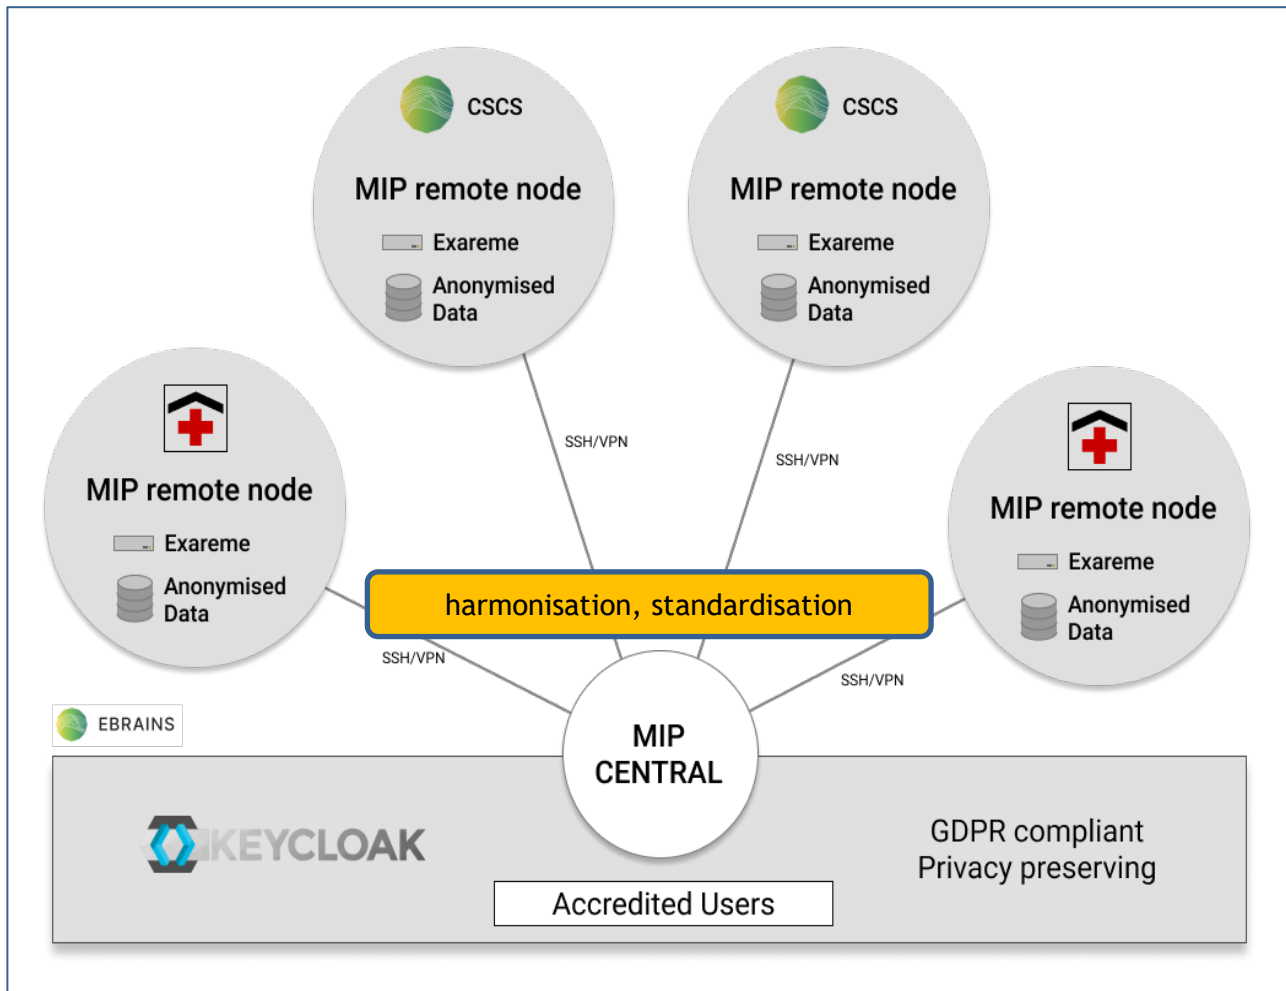 CSCS
MIP remote node
Exareme
Anonymised
Data
CSCS
MIP remote node
Exareme
Anonymised
Data
MIP remote node
Exareme
Anonymised
Data
MIP remote node
Exareme
Anonymised
Data
SSH/VPN
SSH/VPN
harmonisation, standardisation
SSH/VPN
SSH/VPN
EBRAINS
MIP
CENTRAL
KEYCLOAK
GDPR compliant
Privacy preserving
Accredited Users